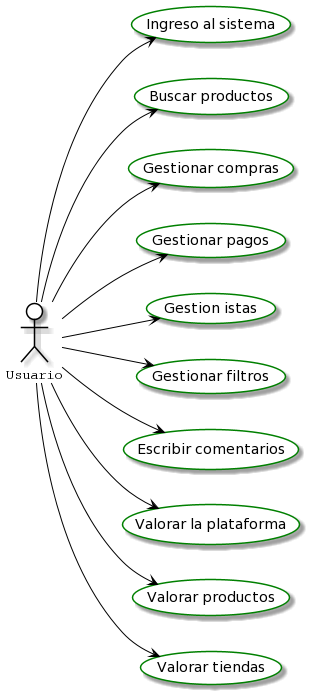 Ingreso al sistema
Buscar productos
Gestionar compras
Gestionar pagos
Gestion istas
Gestionar filtros
Usuario
Escribir comentarios
Valorar la plataforma
Valorar productos
Valorar tiendas